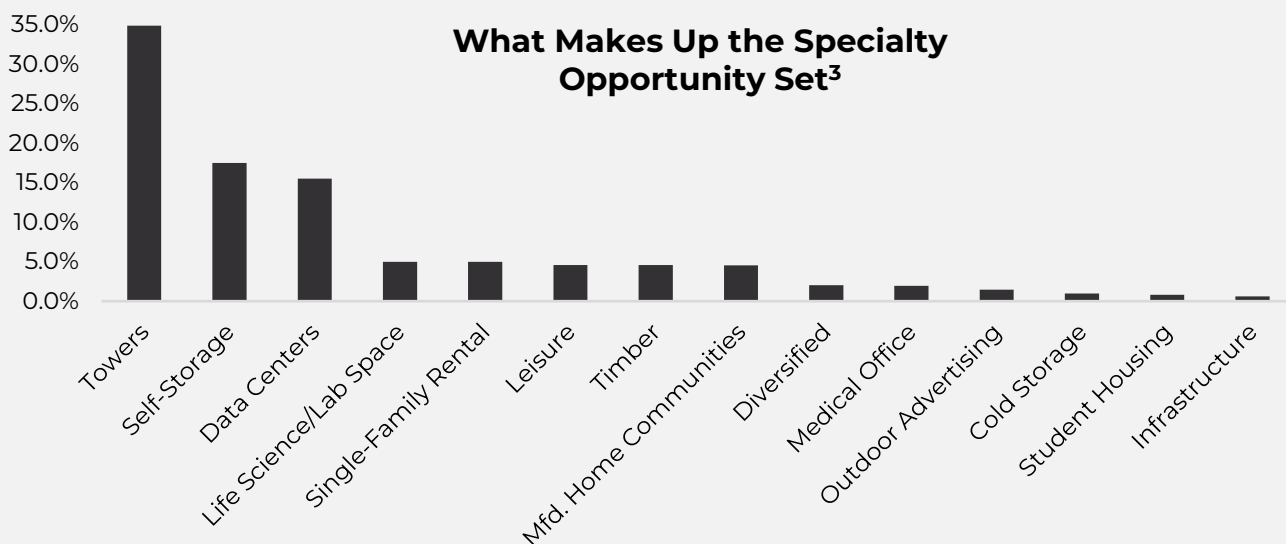 What Makes Up the Specialty
Opportunity Set³
35.0%
30.0%
25.0%
20.0%
15.0%
10.0%
5.0%
0.0%
Towers
Self-Storage
Data Centers
Life Science/Lab Space
Single-Family Rental
Leisure
Timber
Mfd. Home Communities
Diversified
Medical Office
Outdoor Advertising
Cold Storage
Student Housing
Infrastructure